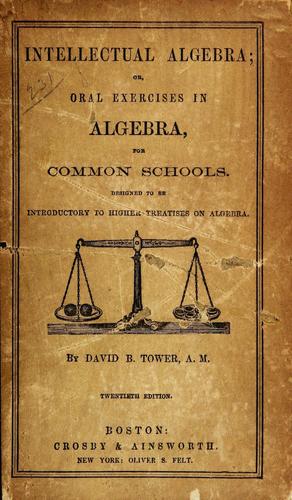 231
INTELLECTUAL ALGEBRA;
OR,
ORAL EXERCISES IN
ALGEBRA,
FOR
COMMON SCHOOLS.
DESIGNED TO BE
INTRODUCTORY TO HIGHER TREATISES ON ALGEBRA.
BY DAVID B. TOWER, A. M.
TWENTIETH EDITION.
BOSTON:
CROSBY & AINSWORTH.
NEW YORK: OLIVER S. FELT.